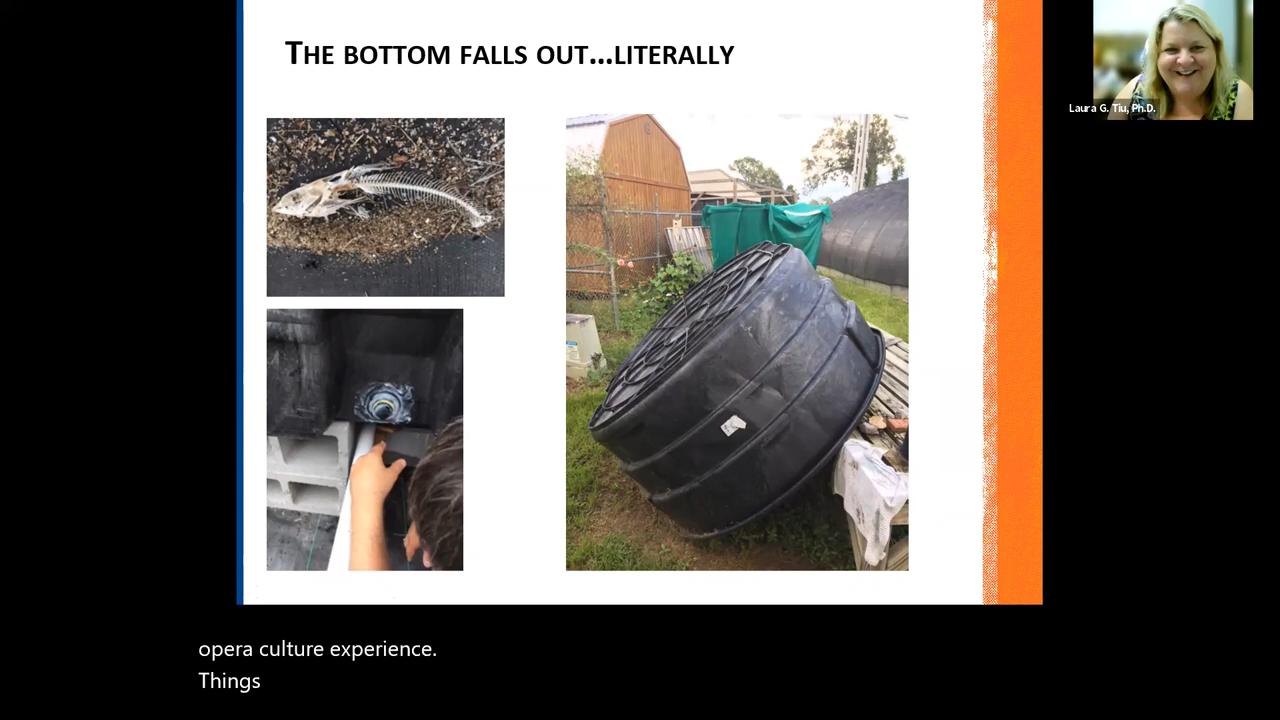 THE BOTTOM FALLS OUT...LITERALLY
Laura G. Tiu, Ph.D.
opera culture experience.
Things